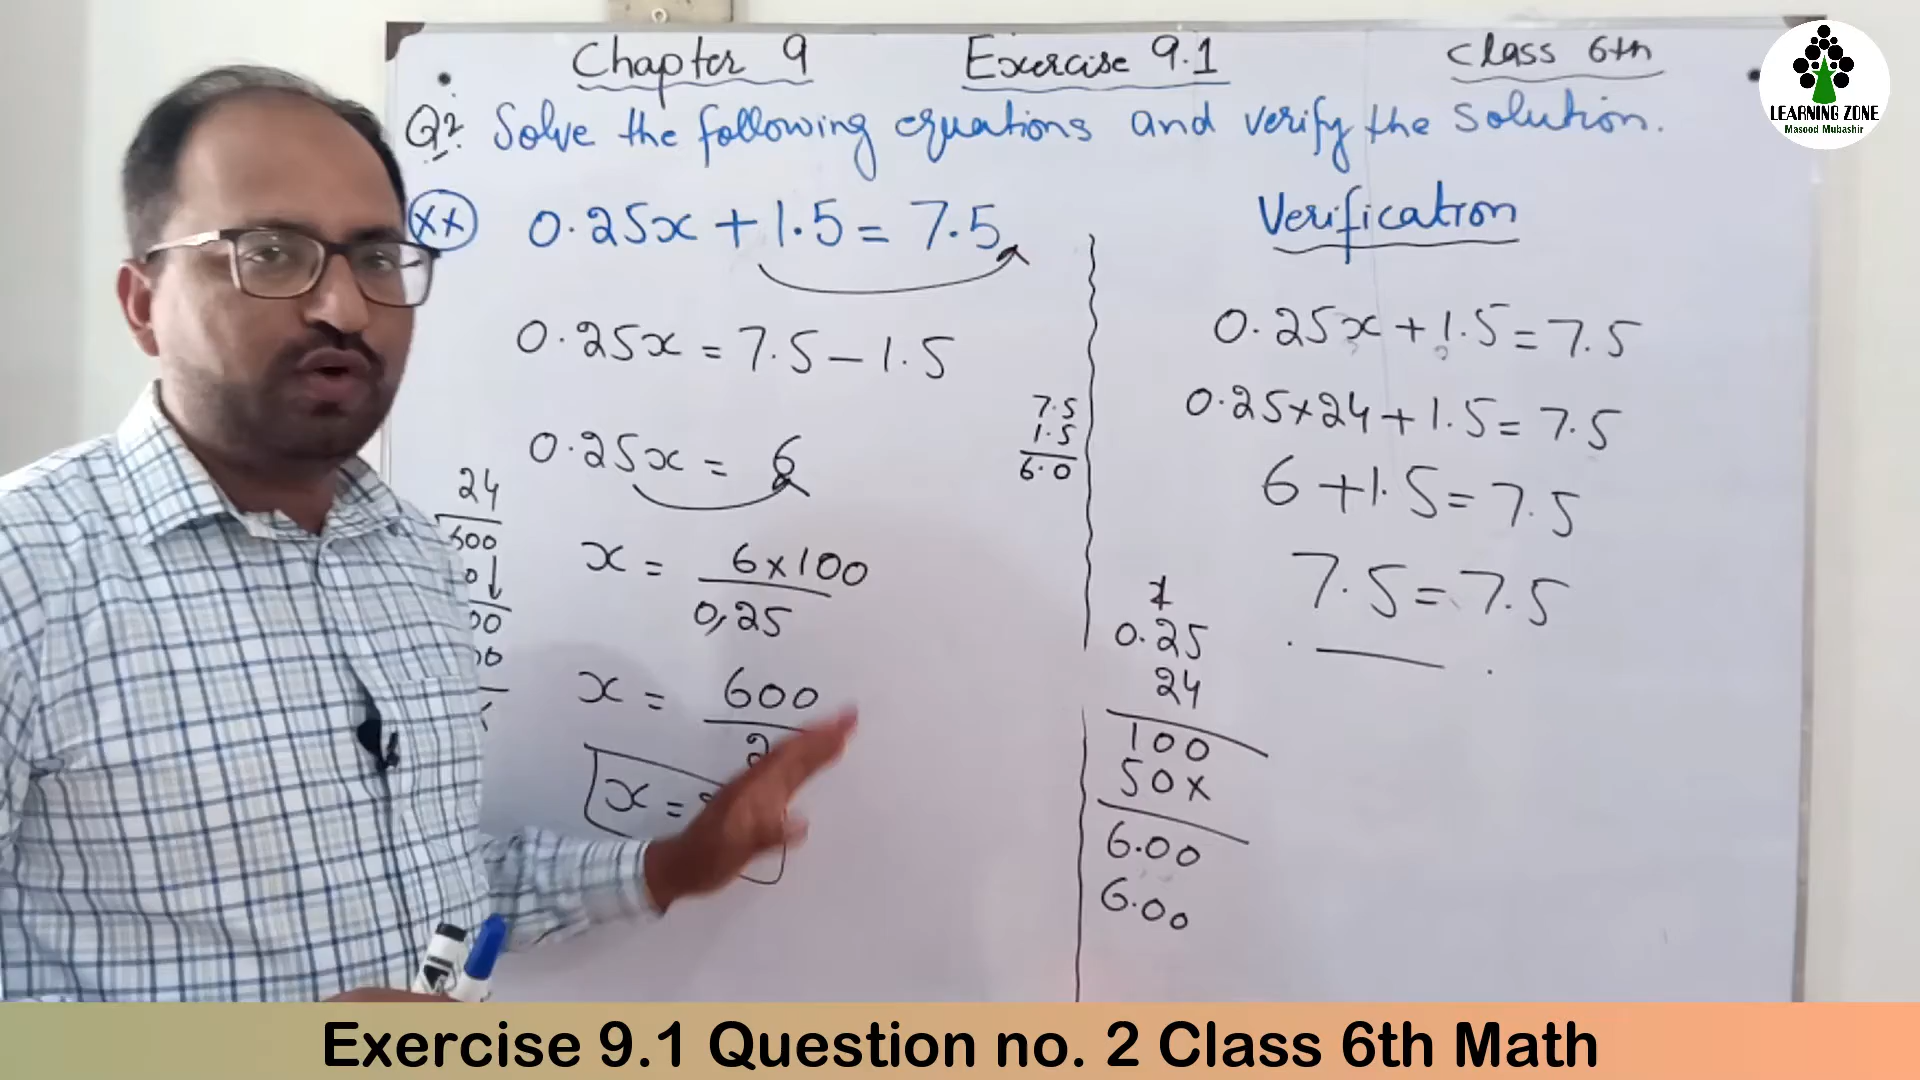 Chapter 9 Exercise 9.1 Class 6th
LEARNING ZONE
Masood Mubashir
Q2: Solve the following equations and verify the solution.
xx 0.25x + 1.5 = 7.5
0.25x = 7.5 - 1.5
7.5
1.5
6.0
0.25x = 6
24
600
x = 6x100
0,25
x = 600
2
x =
Verification
0.25x + 1.5 = 7.5
0.25x24 + 1.5 = 7.5
6 + 1.5 = 7.5
7.5 = 7.5
1
0.25
24
100
50x
6.00
6.00
Exercise 9.1 Question no. 2 Class 6th Math